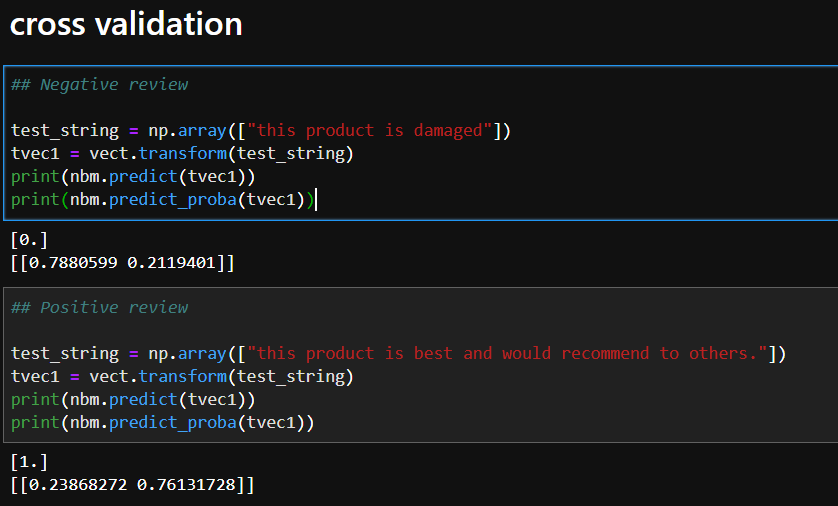 cross validation
## Negative review
test_string = np.array(["this product is damaged"])
tvec1 = vect.transform(test_string)
print(nbm.predict(tvec1))
print(nbm.predict_proba(tvec1))
[0.]
[[0.7880599 0.2119401]]
## Positive review
test_string = np.array(["this product is best and would recommend to others."])
tvec1 = vect.transform(test_string)
print(nbm.predict(tvec1))
print(nbm.predict_proba(tvec1))
[1.]
[[0.23868272 0.76131728]]